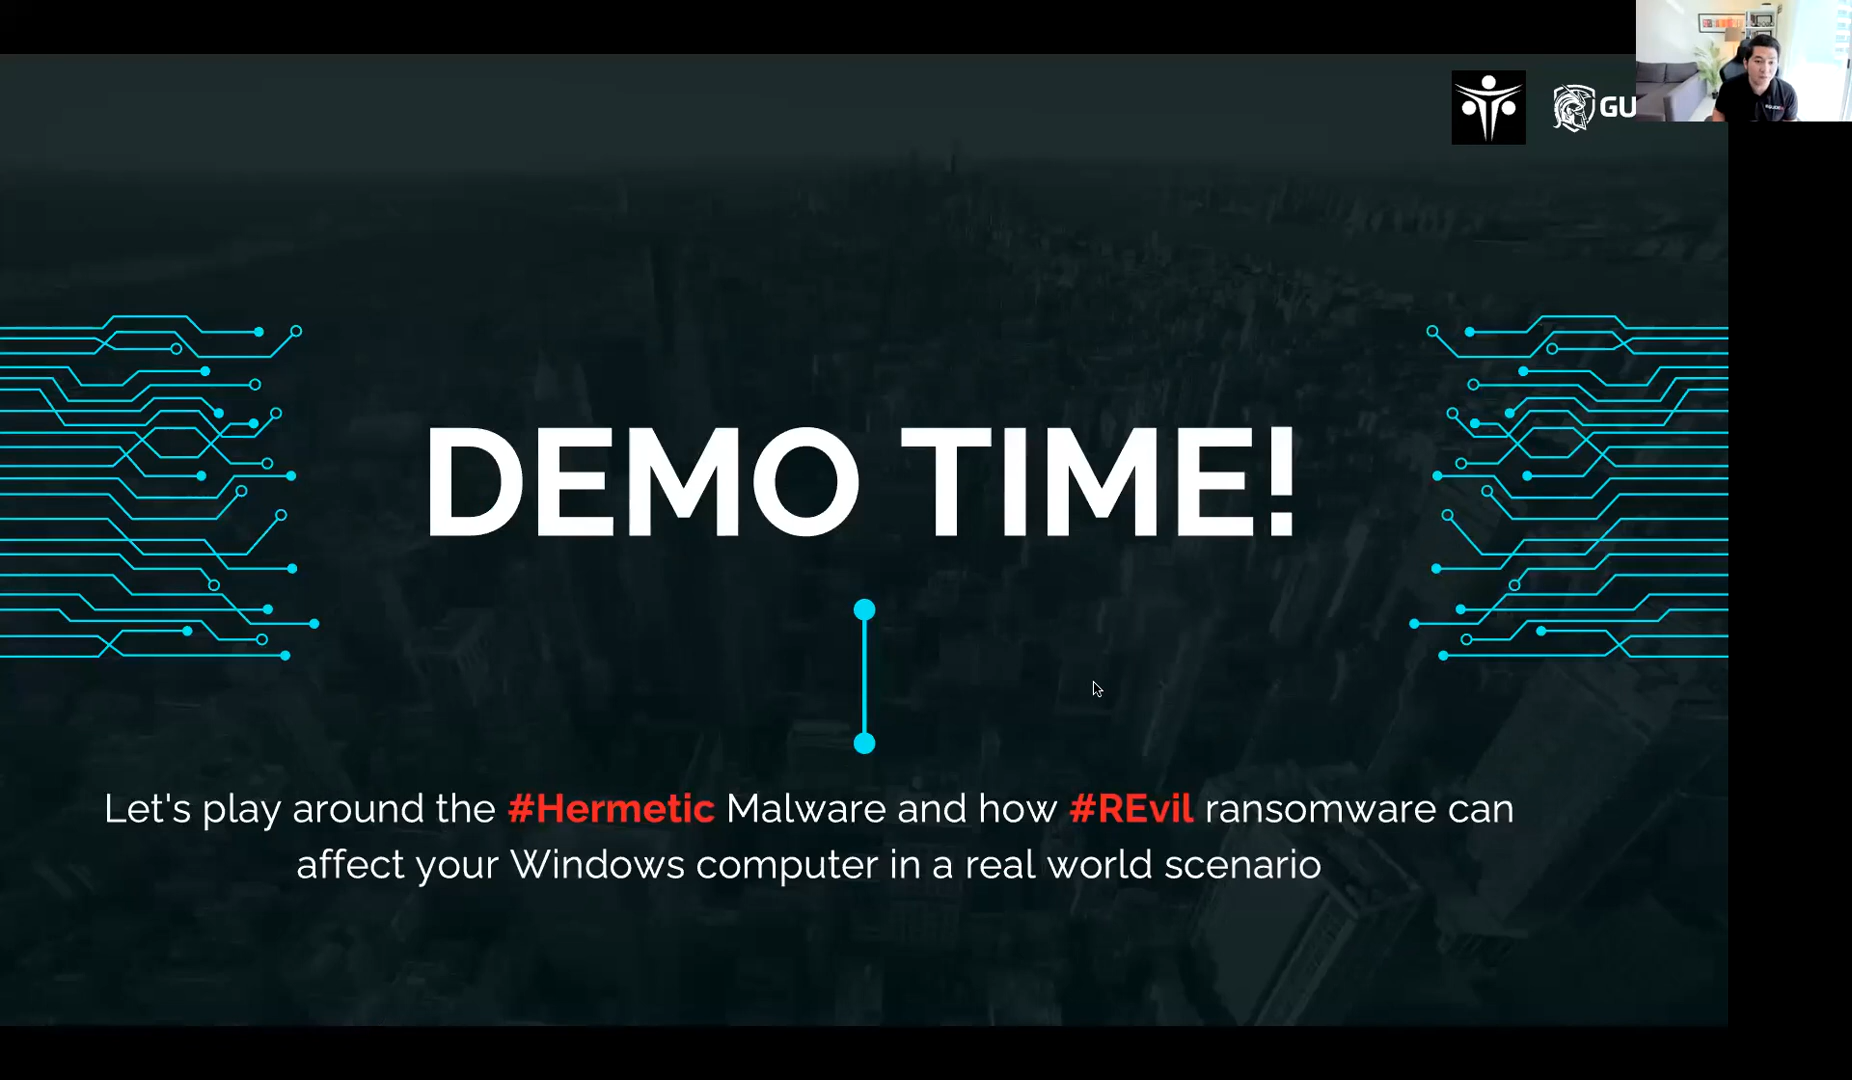 GU
DEMO TIME!
Let's play around the #Hermetic Malware and how #REvil ransomware can
affect your Windows computer in a real world scenario